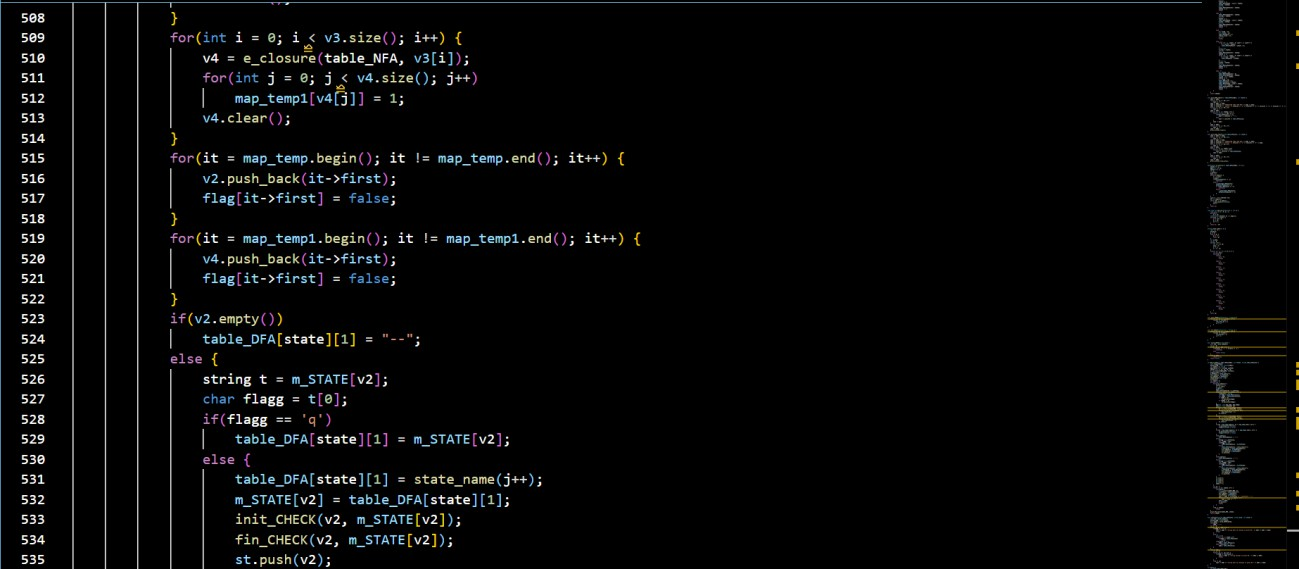 508 }
509 for(int i = 0; i < v3.size(); i++) {
510 v4 = e_closure(table_NFA, v3[i]);
511 for(int j = 0; j < v4.size(); j++)
512 map_temp1[v4[j]] = 1;
513 v4.clear();
514 }
515 for(it = map_temp.begin(); it != map_temp.end(); it++) {
516 v2.push_back(it->first);
517 flag[it->first] = false;
518 }
519 for(it = map_temp1.begin(); it != map_temp1.end(); it++) {
520 v4.push_back(it->first);
521 flag[it->first] = false;
522 }
523 if(v2.empty())
524 table_DFA[state][1] = "--";
525 else {
526 string t = m_STATE[v2];
527 char flagg = t[0];
528 if(flagg == 'q')
529 table_DFA[state][1] = m_STATE[v2];
530 else {
531 table_DFA[state][1] = state_name(j++);
532 m_STATE[v2] = table_DFA[state][1];
533 init_CHECK(v2, m_STATE[v2]);
534 fin_CHECK(v2, m_STATE[v2]);
535 st.push(v2);